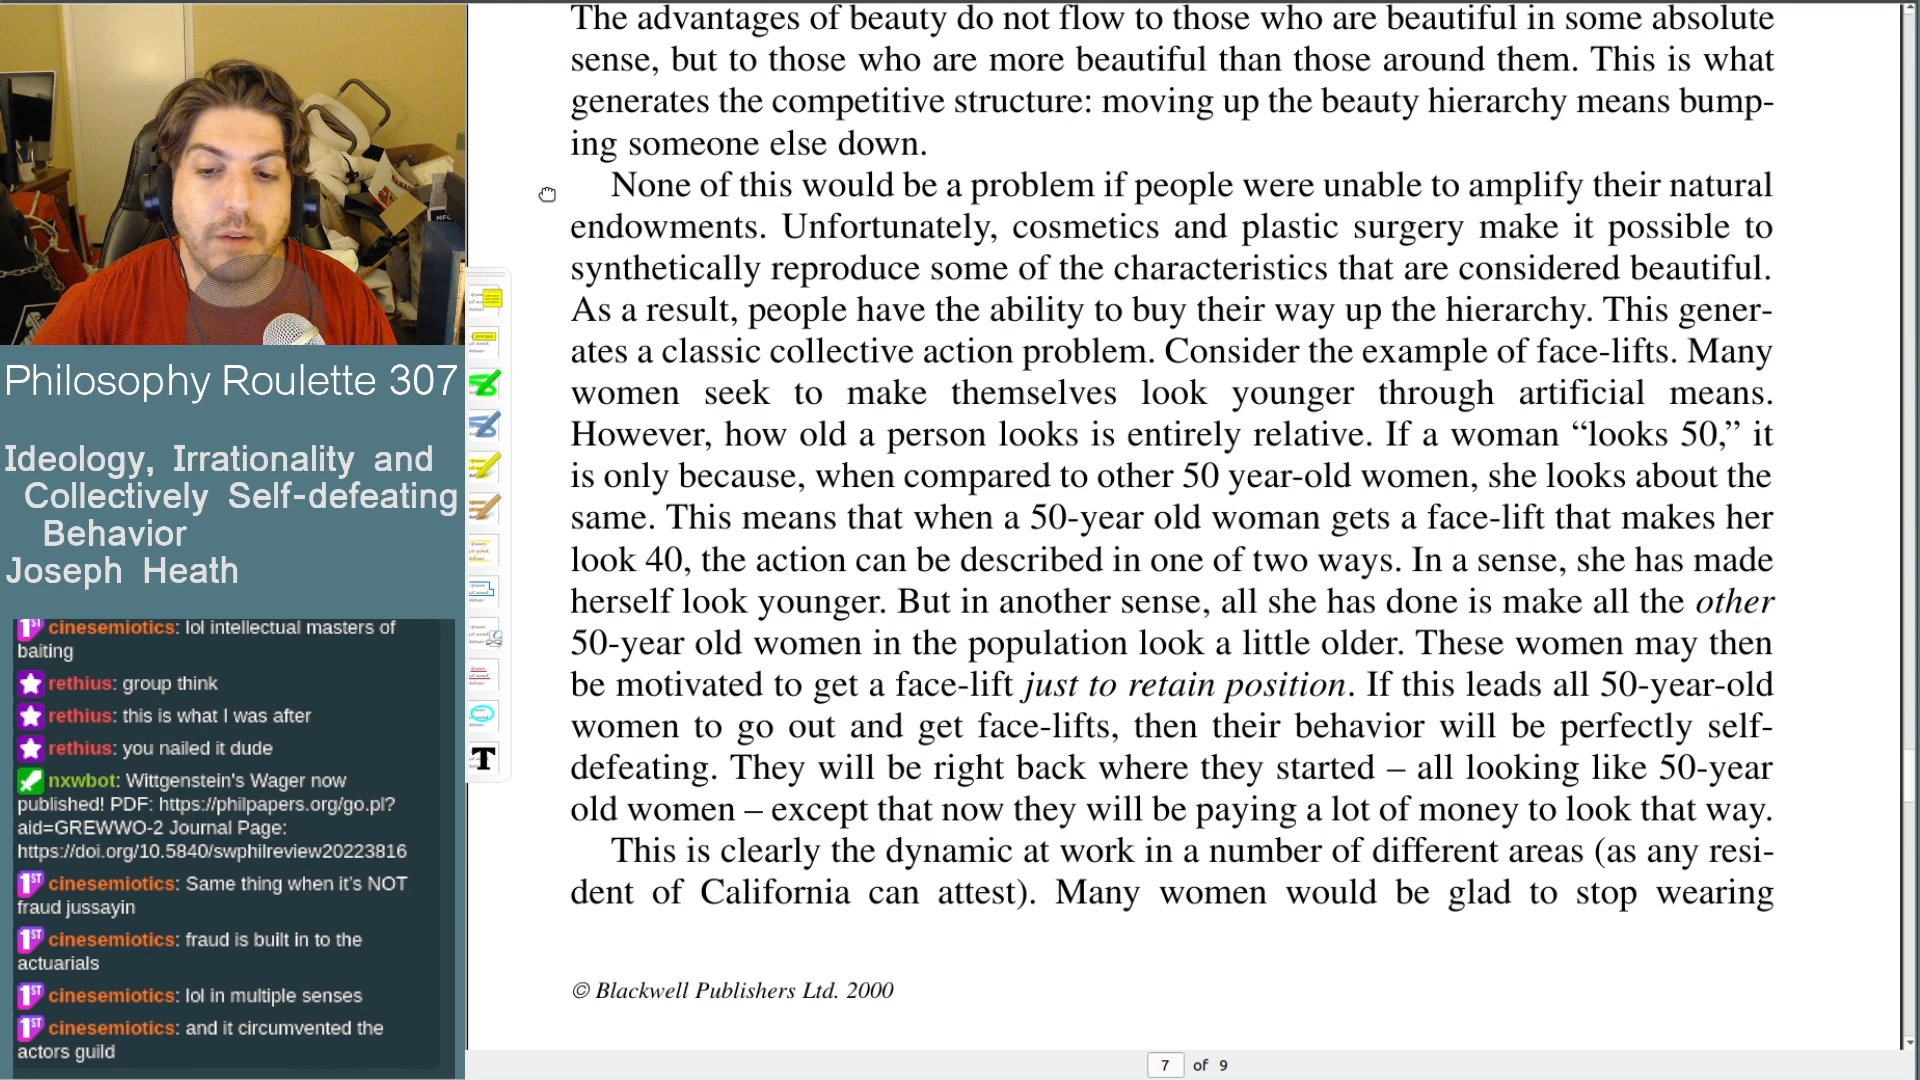 The advantages of beauty do not flow to those who are beautiful in some absolute
sense, but to those who are more beautiful than those around them. This is what
generates the competitive structure: moving up the beauty hierarchy means bump-
ing someone else down.
None of this would be a problem if people were unable to amplify their natural
endowments. Unfortunately, cosmetics and plastic surgery make it possible to
synthetically reproduce some of the characteristics that are considered beautiful.
As a result, people have the ability to buy their way up the hierarchy. This gener-
ates a classic collective action problem. Consider the example of face-lifts. Many
women seek to make themselves look younger through artificial means.
However, how old a person looks is entirely relative. If a woman “looks 50,” it
is only because, when compared to other 50 year-old women, she looks about the
same. This means that when a 50-year old woman gets a face-lift that makes her
look 40, the action can be described in one of two ways. In a sense, she has made
herself look younger. But in another sense, all she has done is make all the other
50-year old women in the population look a little older. These women may then
be motivated to get a face-lift just to retain position. If this leads all 50-year-old
women to go out and get face-lifts, then their behavior will be perfectly self-
defeating. They will be right back where they started – all looking like 50-year
old women – except that now they will be paying a lot of money to look that way.
This is clearly the dynamic at work in a number of different areas (as any resi-
dent of California can attest). Many women would be glad to stop wearing
© Blackwell Publishers Ltd. 2000
7 of 9
Philosophy Roulette 307
Ideology, Irrationality and
Collectively Self-defeating
Behavior
Joseph Heath
1ST cinesemiotics: lol intellectual masters of
baiting
rethius: group think
rethius: this is what I was after
rethius: you nailed it dude
nxwbot: Wittgenstein's Wager now
published! PDF: https://philpapers.org/go.pl?
aid=GREWWO-2 Journal Page:
https://doi.org/10.5840/swphilreview20223816
1ST cinesemiotics: Same thing when it's NOT
fraud jussayin
1ST cinesemiotics: fraud is built in to the
actuarials
1ST cinesemiotics: lol in multiple senses
1ST cinesemiotics: and it circumvented the
actors guild
T
MFC